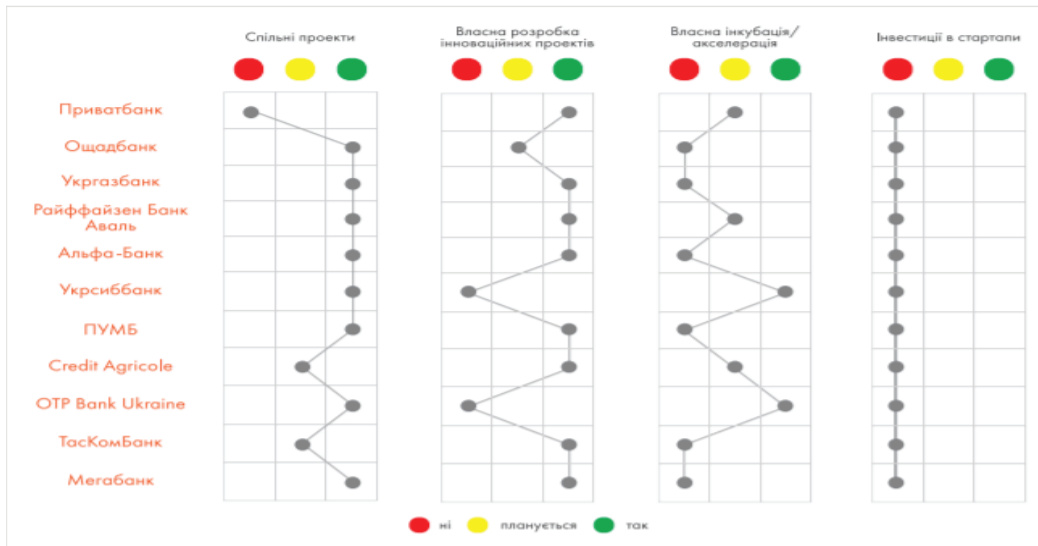 Спільні проекти
Власна розробка
інноваційних проектів
Власна інкубація/
акселерація
Інвестиції в стартапи
Приватбанк
Ощадбанк
Укргазбанк
Райффайзен Банк
Аваль
Альфа-Банк
Укрсиббанк
ПУМБ
Credit Agricole
OTP Bank Ukraine
ТасКомБанк
Мегабанк
ні планується так